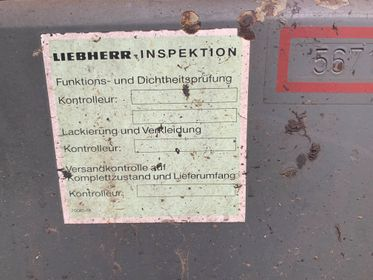 LIEBHERR-INSPEKTION
567
Funktions- und Dichtheitsprüfung
Kontrolleur:
Lackierung und Verkleidung
Kontrolleur:
Versandkontrolle auf
Komplettzustand und Lieferumfang
Kontrolleur: